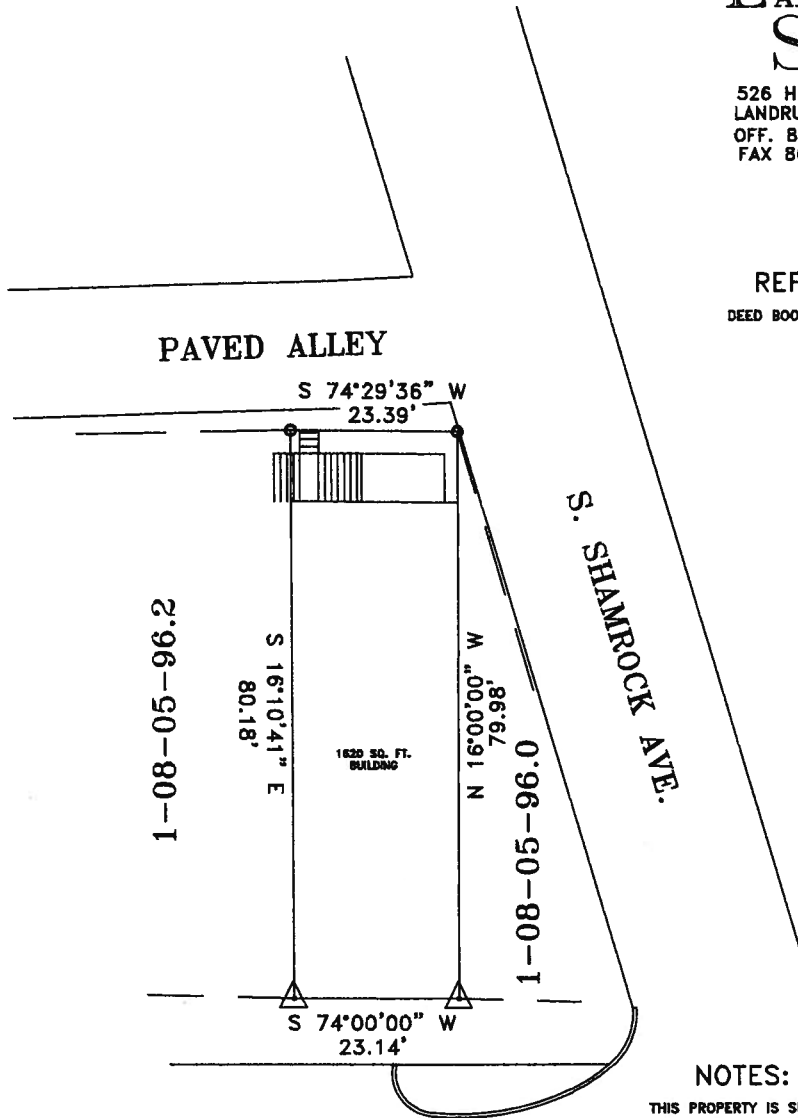 526 H
LANDRU
OFF. 8
FAX 8
REF
DEED BOO
PAVED ALLEY
S 74°29'36" W
23.39'
S. SHAMROCK AVE.
1-08-05-96.2
S 16°10'41" E
80.18'
1620 SQ. FT.
BUILDING
N 16°00'00" W
79.98'
1-08-05-96.0
S 74°00'00" W
23.14'
NOTES:
THIS PROPERTY IS S